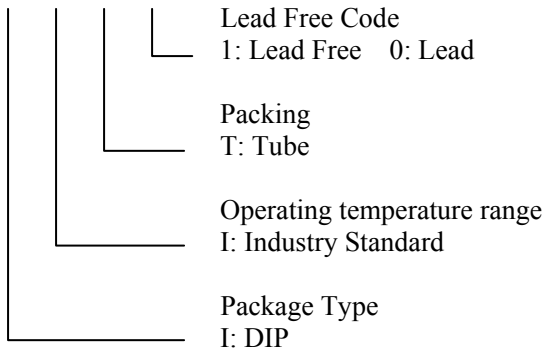 Lead Free Code
1: Lead Free 0: Lead
Packing
T: Tube
Operating temperature range
I: Industry Standard
Package Type
I: DIP